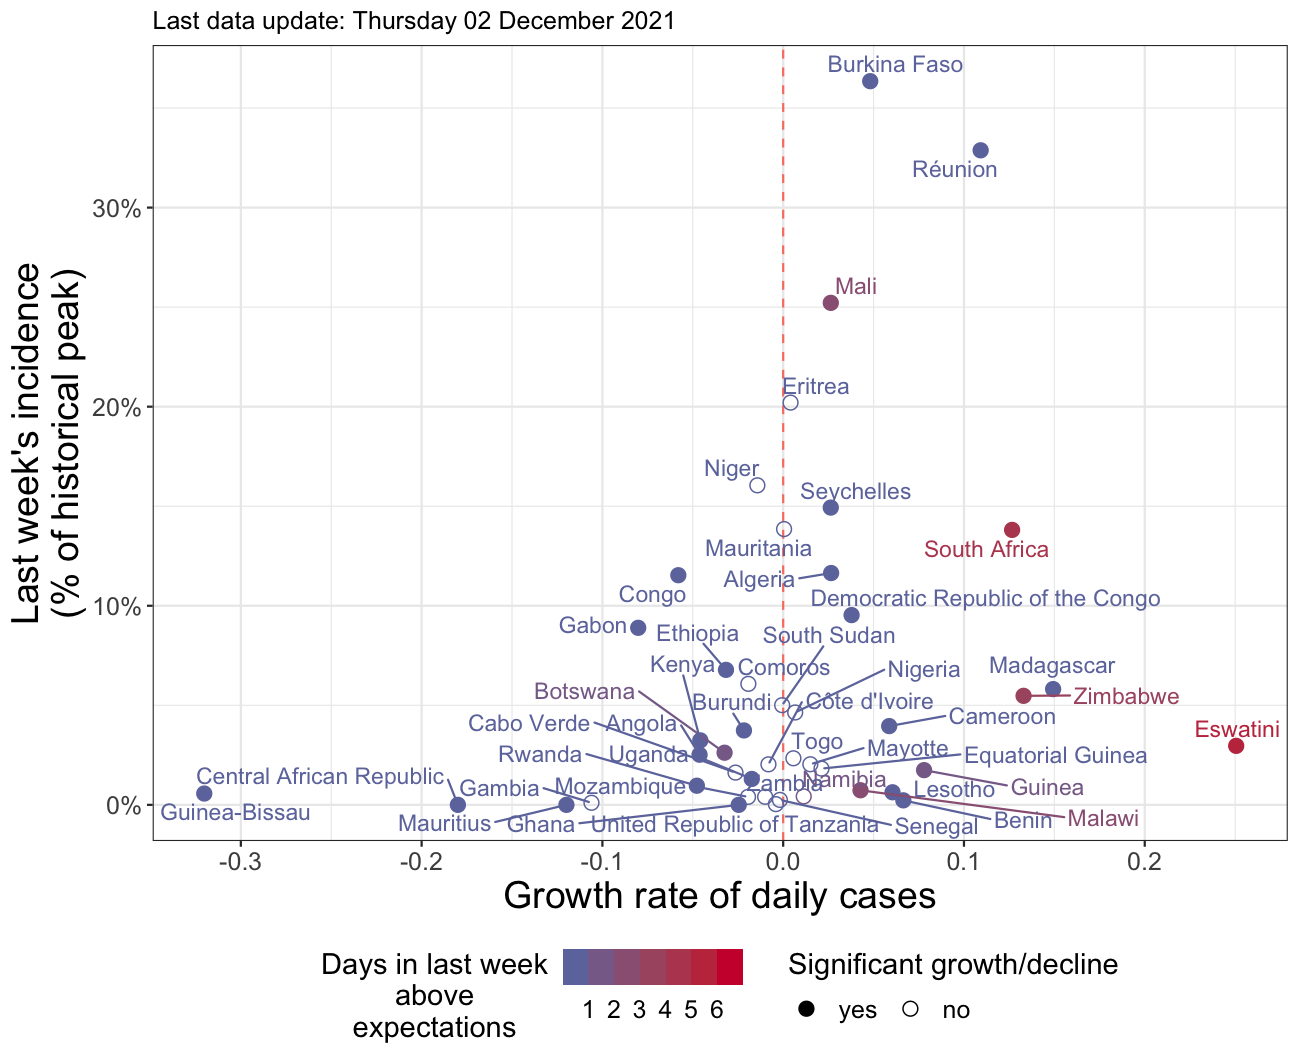 Last data update: Thursday 02 December 2021
Last week's incidence
(% of historical peak)
30%
20%
10%
0%
Burkina Faso
Réunion
Mali
Eritrea
Niger
Seychelles
South Africa
Mauritania
Algeria
Congo
Democratic Republic of the Congo
Gabon
Ethiopia
South Sudan
Kenya
Comoros
Nigeria
Madagascar
Botswana
Zimbabwe
Burundi
Côte d'Ivoire
Cabo Verde
Angola
Cameroon
Eswatini
Togo
Rwanda
Uganda
Mayotte
Equatorial Guinea
Central African Republic
Gambia
Mozambique
Zambia
Namibia
Lesotho
Guinea
Guinea-Bissau
Mauritius
Ghana
United Republic of Tanzania
Senegal
Benin
Malawi
-0.3
-0.2
-0.1
0.0
0.1
0.2
Growth rate of daily cases
Days in last week
above
expectations
1 2 3 4 5 6
Significant growth/decline
yes
no